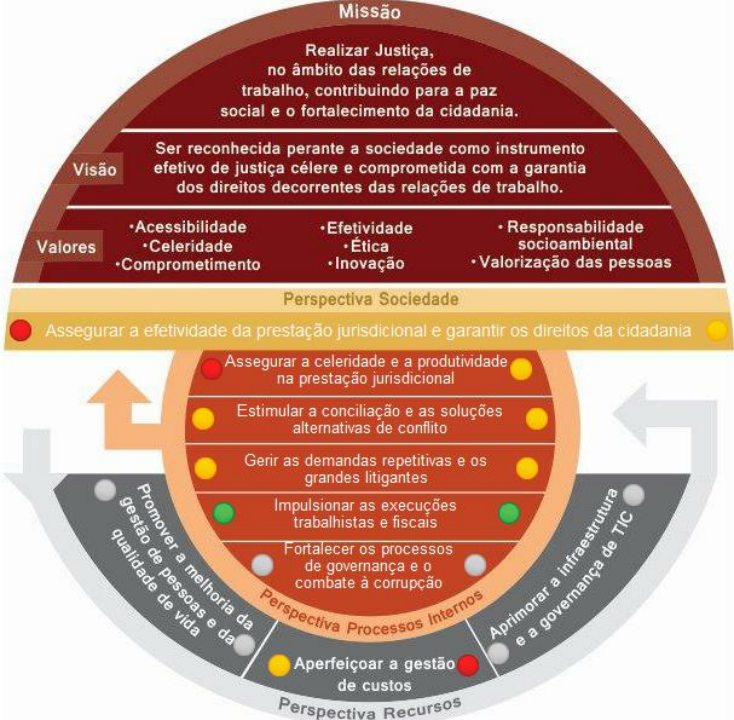 Missão
Realizar Justiça,
no âmbito das relações de
trabalho, contribuindo para a paz
social e o fortalecimento da cidadania.
Visão
Ser reconhecida perante a sociedade como instrumento
efetivo de justiça célere e comprometida com a garantia
dos direitos decorrentes das relações de trabalho.
Valores
•Acessibilidade
•Celeridade
•Comprometimento
•Efetividade
•Ética
•Inovação
• Responsabilidade
socioambiental
•Valorização das pessoas
Perspectiva Sociedade
Assegurar a efetividade da prestação jurisdicional e garantir os direitos da cidadania
Assegurar a celeridade e a produtividade
na prestação jurisdicional
Estimular a conciliação e as soluções
alternativas de conflito
Gerir as demandas repetitivas e os
grandes litigantes
Impulsionar as execuções
trabalhistas e fiscais
Fortalecer os processos
de governança e o
combate à corrupção
Perspectiva Processos Internos
Promover a melhoria da
gestão de pessoas e da
qualidade de vida
Aperfeiçoar a gestão
de custos
Aprimorar a infraestrutura
e a governança de TIC
Perspectiva Recursos